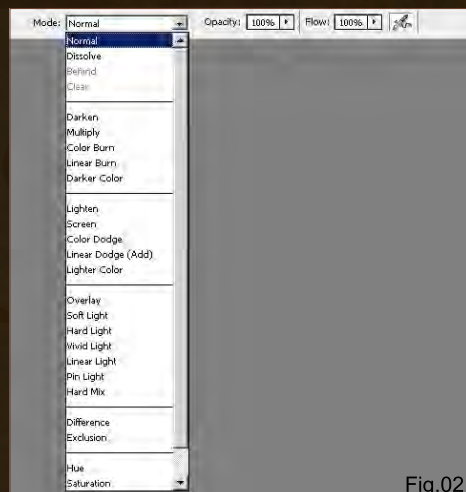 Mode: Normal Opacity: 100% Flow: 100%
Normal
Dissolve
Behind
Clear
Darken
Multiply
Color Burn
Linear Burn
Darker Color
Lighten
Screen
Color Dodge
Linear Dodge (Add)
Lighter Color
Overlay
Soft Light
Hard Light
Vivid Light
Linear Light
Pin Light
Hard Mix
Difference
Exclusion
Hue
Saturation
Fig.02